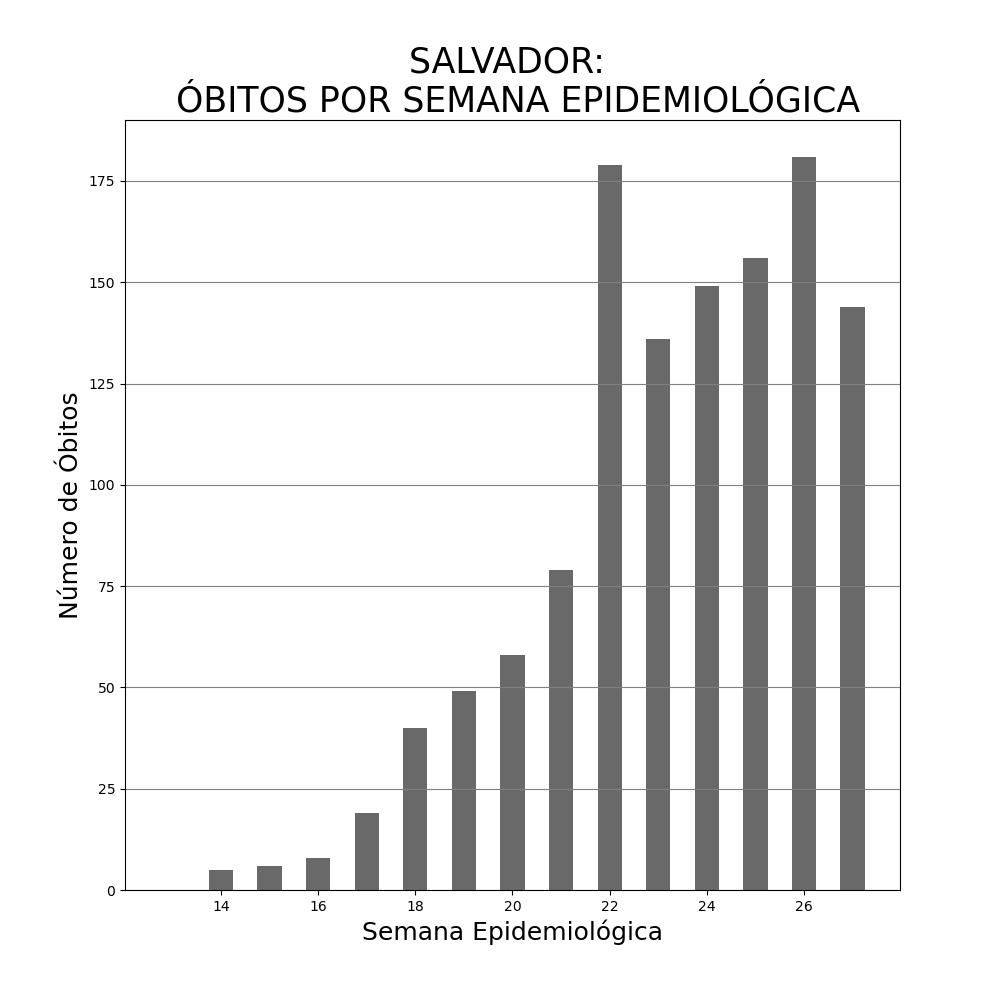 SALVADOR:
ÓBITOS POR SEMANA EPIDEMIOLÓGICA
175
150
125
100
75
50
25
0
Número de Óbitos
14 16 18 20 22 24 26
Semana Epidemiológica